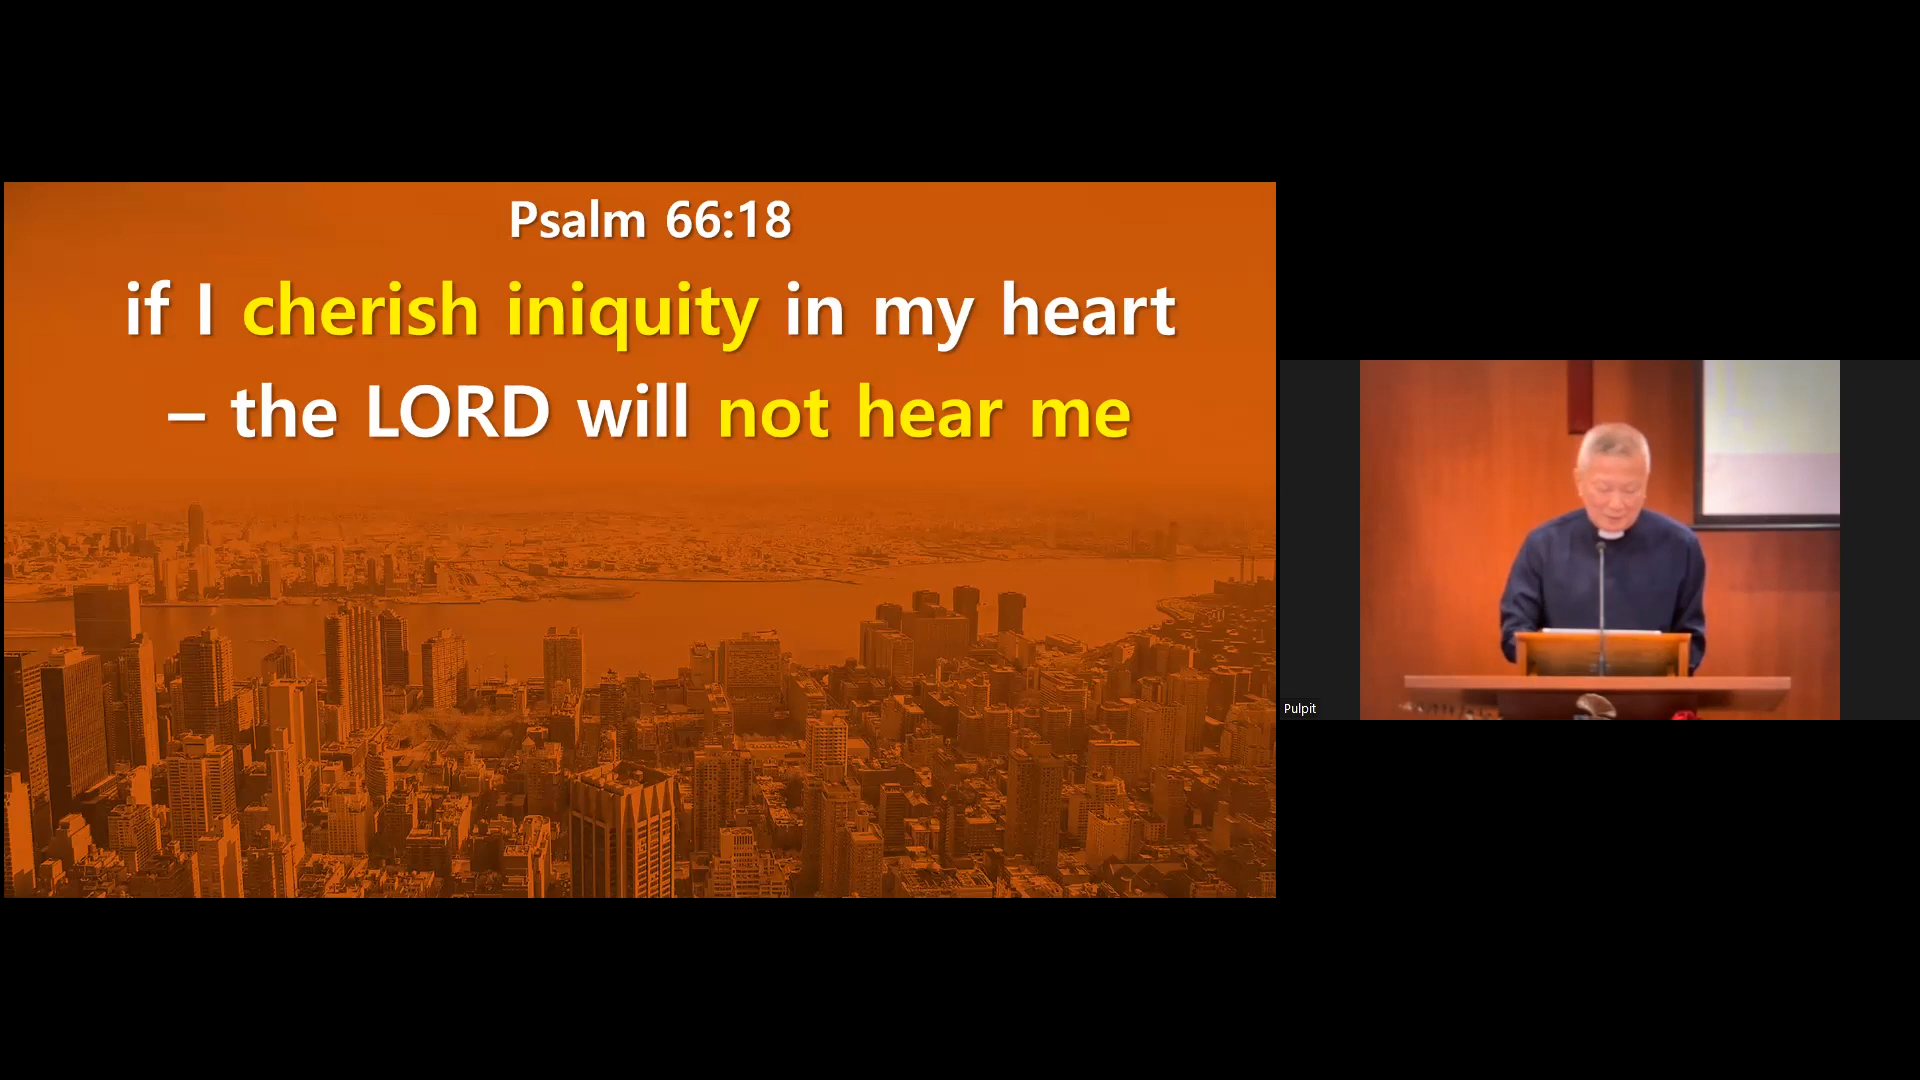 Psalm 66:18
if I cherish iniquity in my heart
– the LORD will not hear me
Pulpit